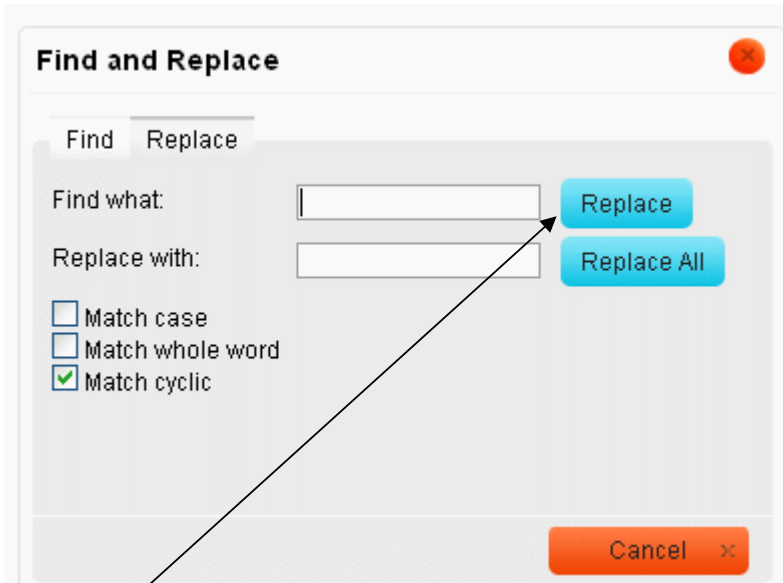 Find and Replace
Find Replace
Find what: Replace
Replace with: Replace All
Match case
Match whole word
Match cyclic
Cancel